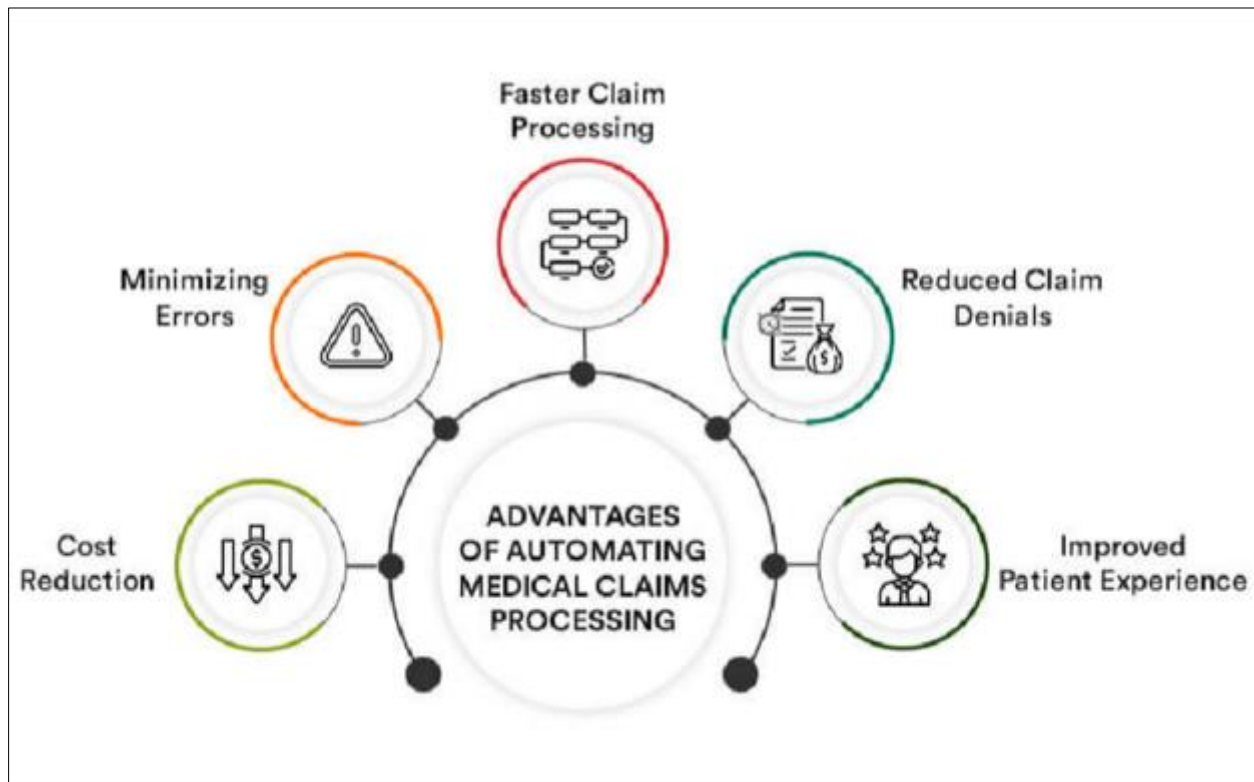 Faster Claim
Processing
Minimizing
Errors
Reduced Claim
Denials
Cost
Reduction
$
$
ADVANTAGES
OF AUTOMATING
MEDICAL CLAIMS
PROCESSING
Improved
Patient Experience